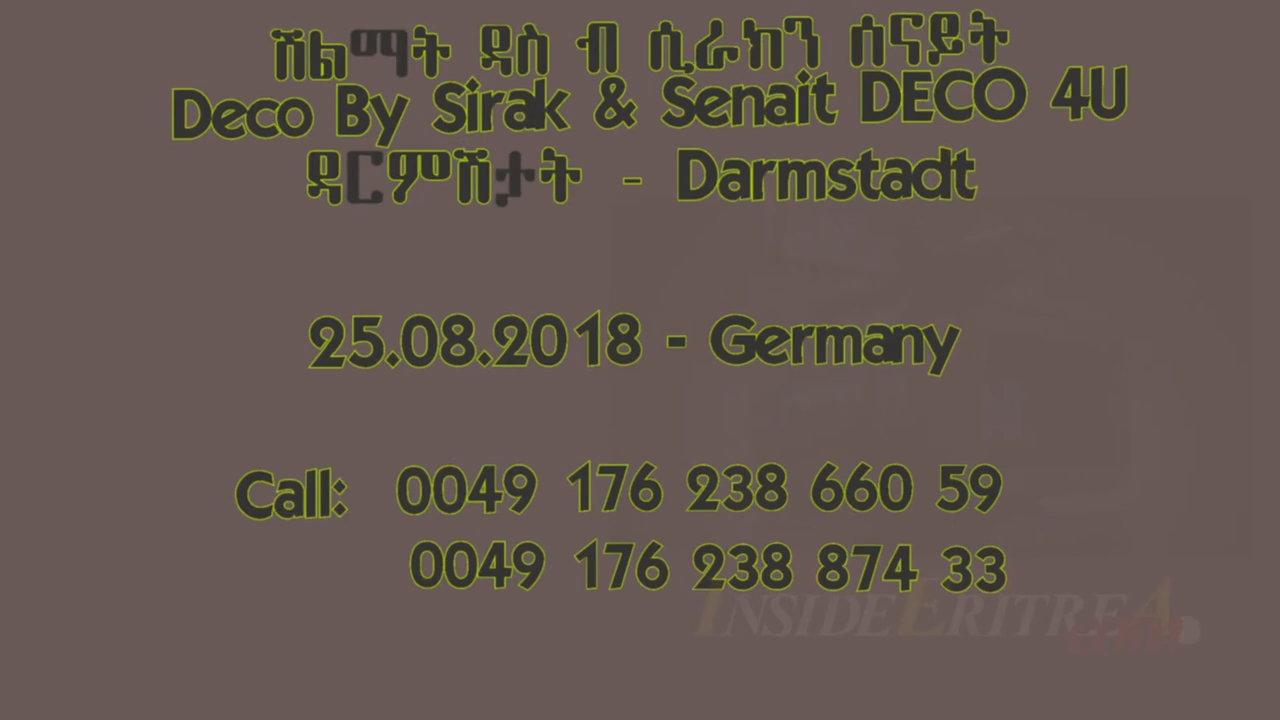 ሽልማት ዳስ ብ ሲራክን ሰናይት
Deco By Sirak & Senait DECO 4U
ዳርምሽታት - Darmstadt
25.08.2018 - Germany
Call: 0049 176 238 660 59
0049 176 238 874 33
INSIDEERITREA